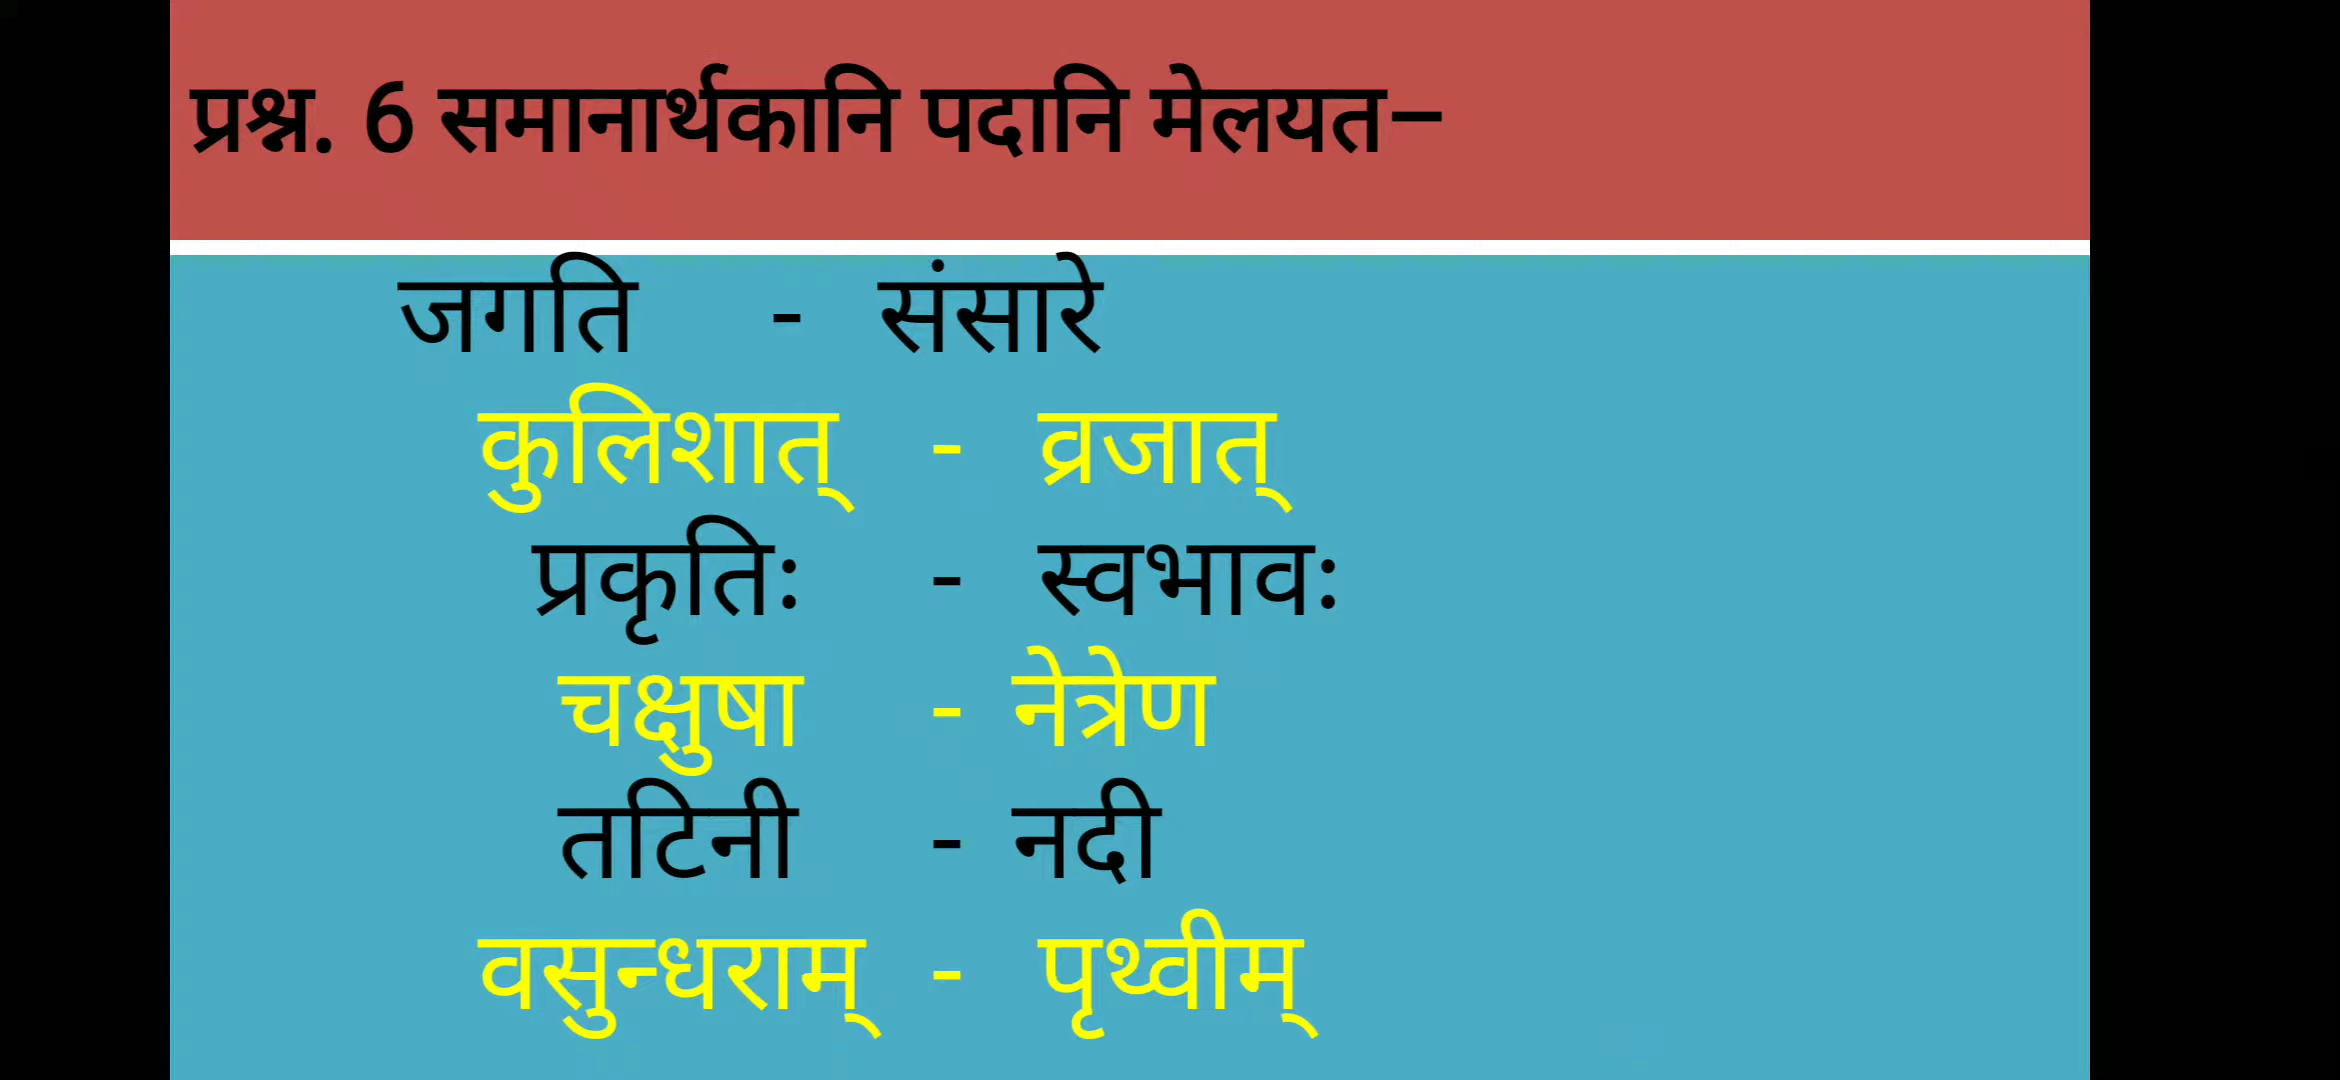 प्रश्न. 6 समानार्थकानि पदानि मेलयत–
जगति - संसारे
कुलिशात् - व्रजात्
प्रकृतिः - स्वभावः
चक्षुषा - नेत्रेण
तटिनी - नदी
वसुन्धराम् - पृथ्वीम्